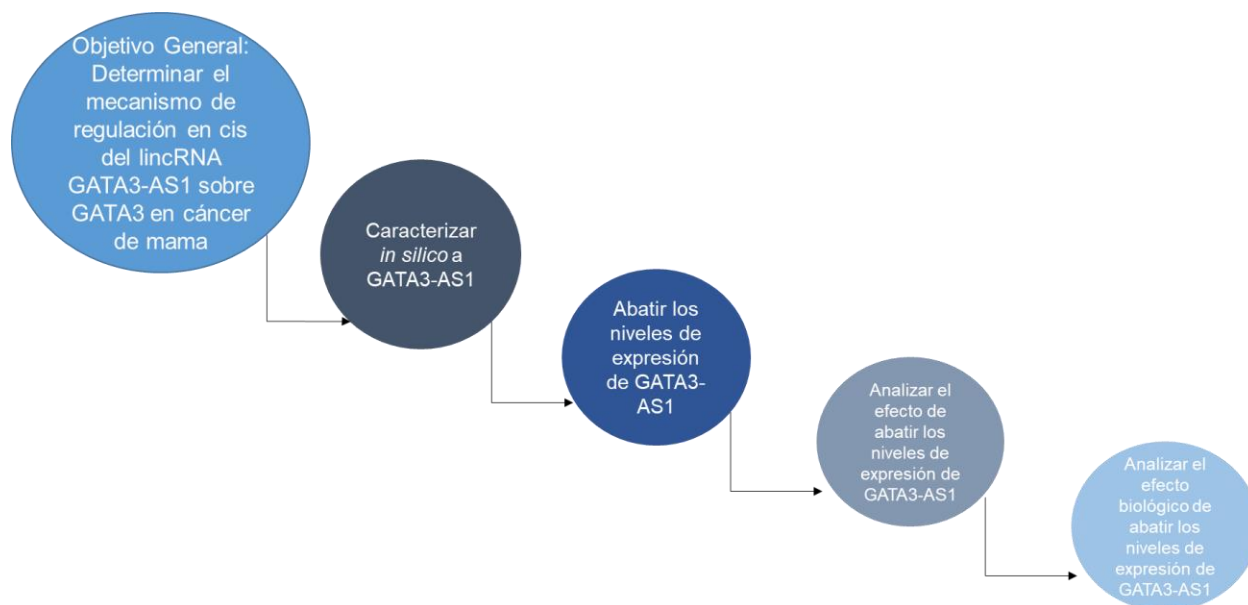 Objetivo General:
Determinar el
mecanismo de
regulación en cis
del lincRNA
GATA3-AS1 sobre
GATA3 en cáncer
de mama
Caracterizar
in silico a
GATA3-AS1
Abatir los
niveles de
expresión
de GATA3-
AS1
Analizar el
efecto de
abatir los
niveles de
expresión de
GATA3-AS1
Analizar el
efecto
biológico de
abatir los
niveles de
expresión de
GATA3-AS1